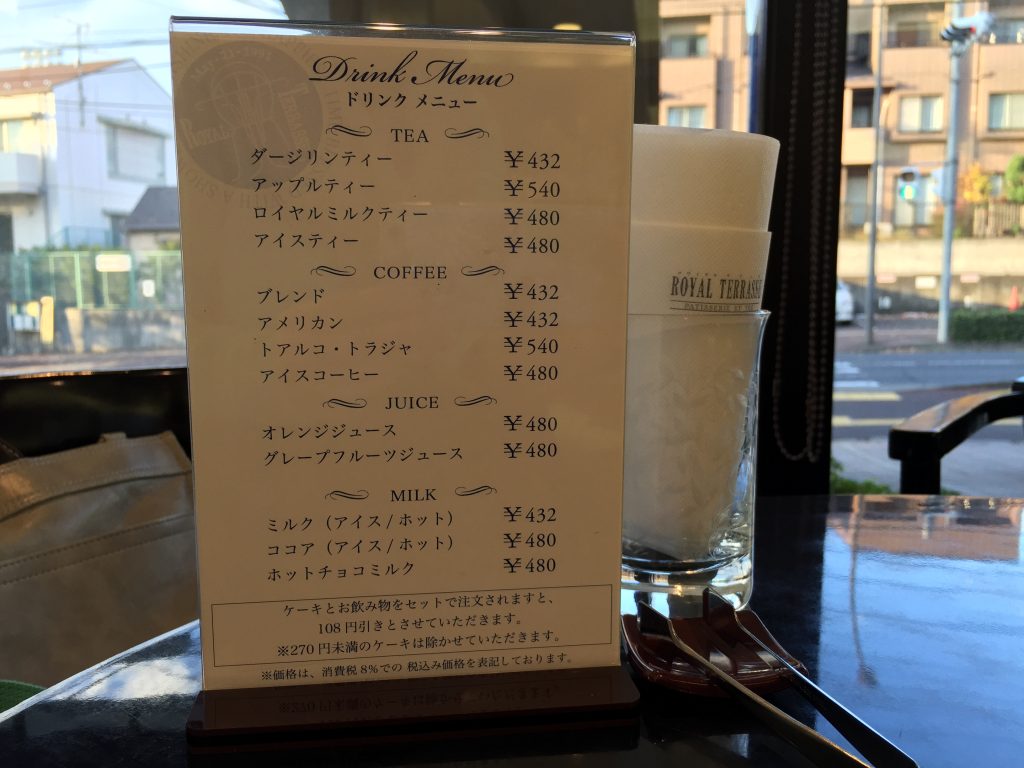 Drink Menu
ドリンク メニュー
TEA
ダージリンティー ¥432
アップルティー ¥540
ロイヤルミルクティー ¥480
アイスティー ¥480
COFFEE
ブレンド ¥432
アメリカン ¥432
トアルコ・トラジャ ¥540
アイスコーヒー ¥480
JUICE
オレンジジュース ¥480
グレープフルーツジュース ¥480
MILK
ミルク（アイス/ホット） ¥432
ココア（アイス/ホット） ¥480
ホットチョコミルク ¥480
ケーキとお飲み物をセットで注文されますと、
108円引きとさせていただきます。
※270円未満のケーキは除かせていただきます。
※価格は、消費税8%での 税込み価格を表記しております。
ROYAL TERRASSE